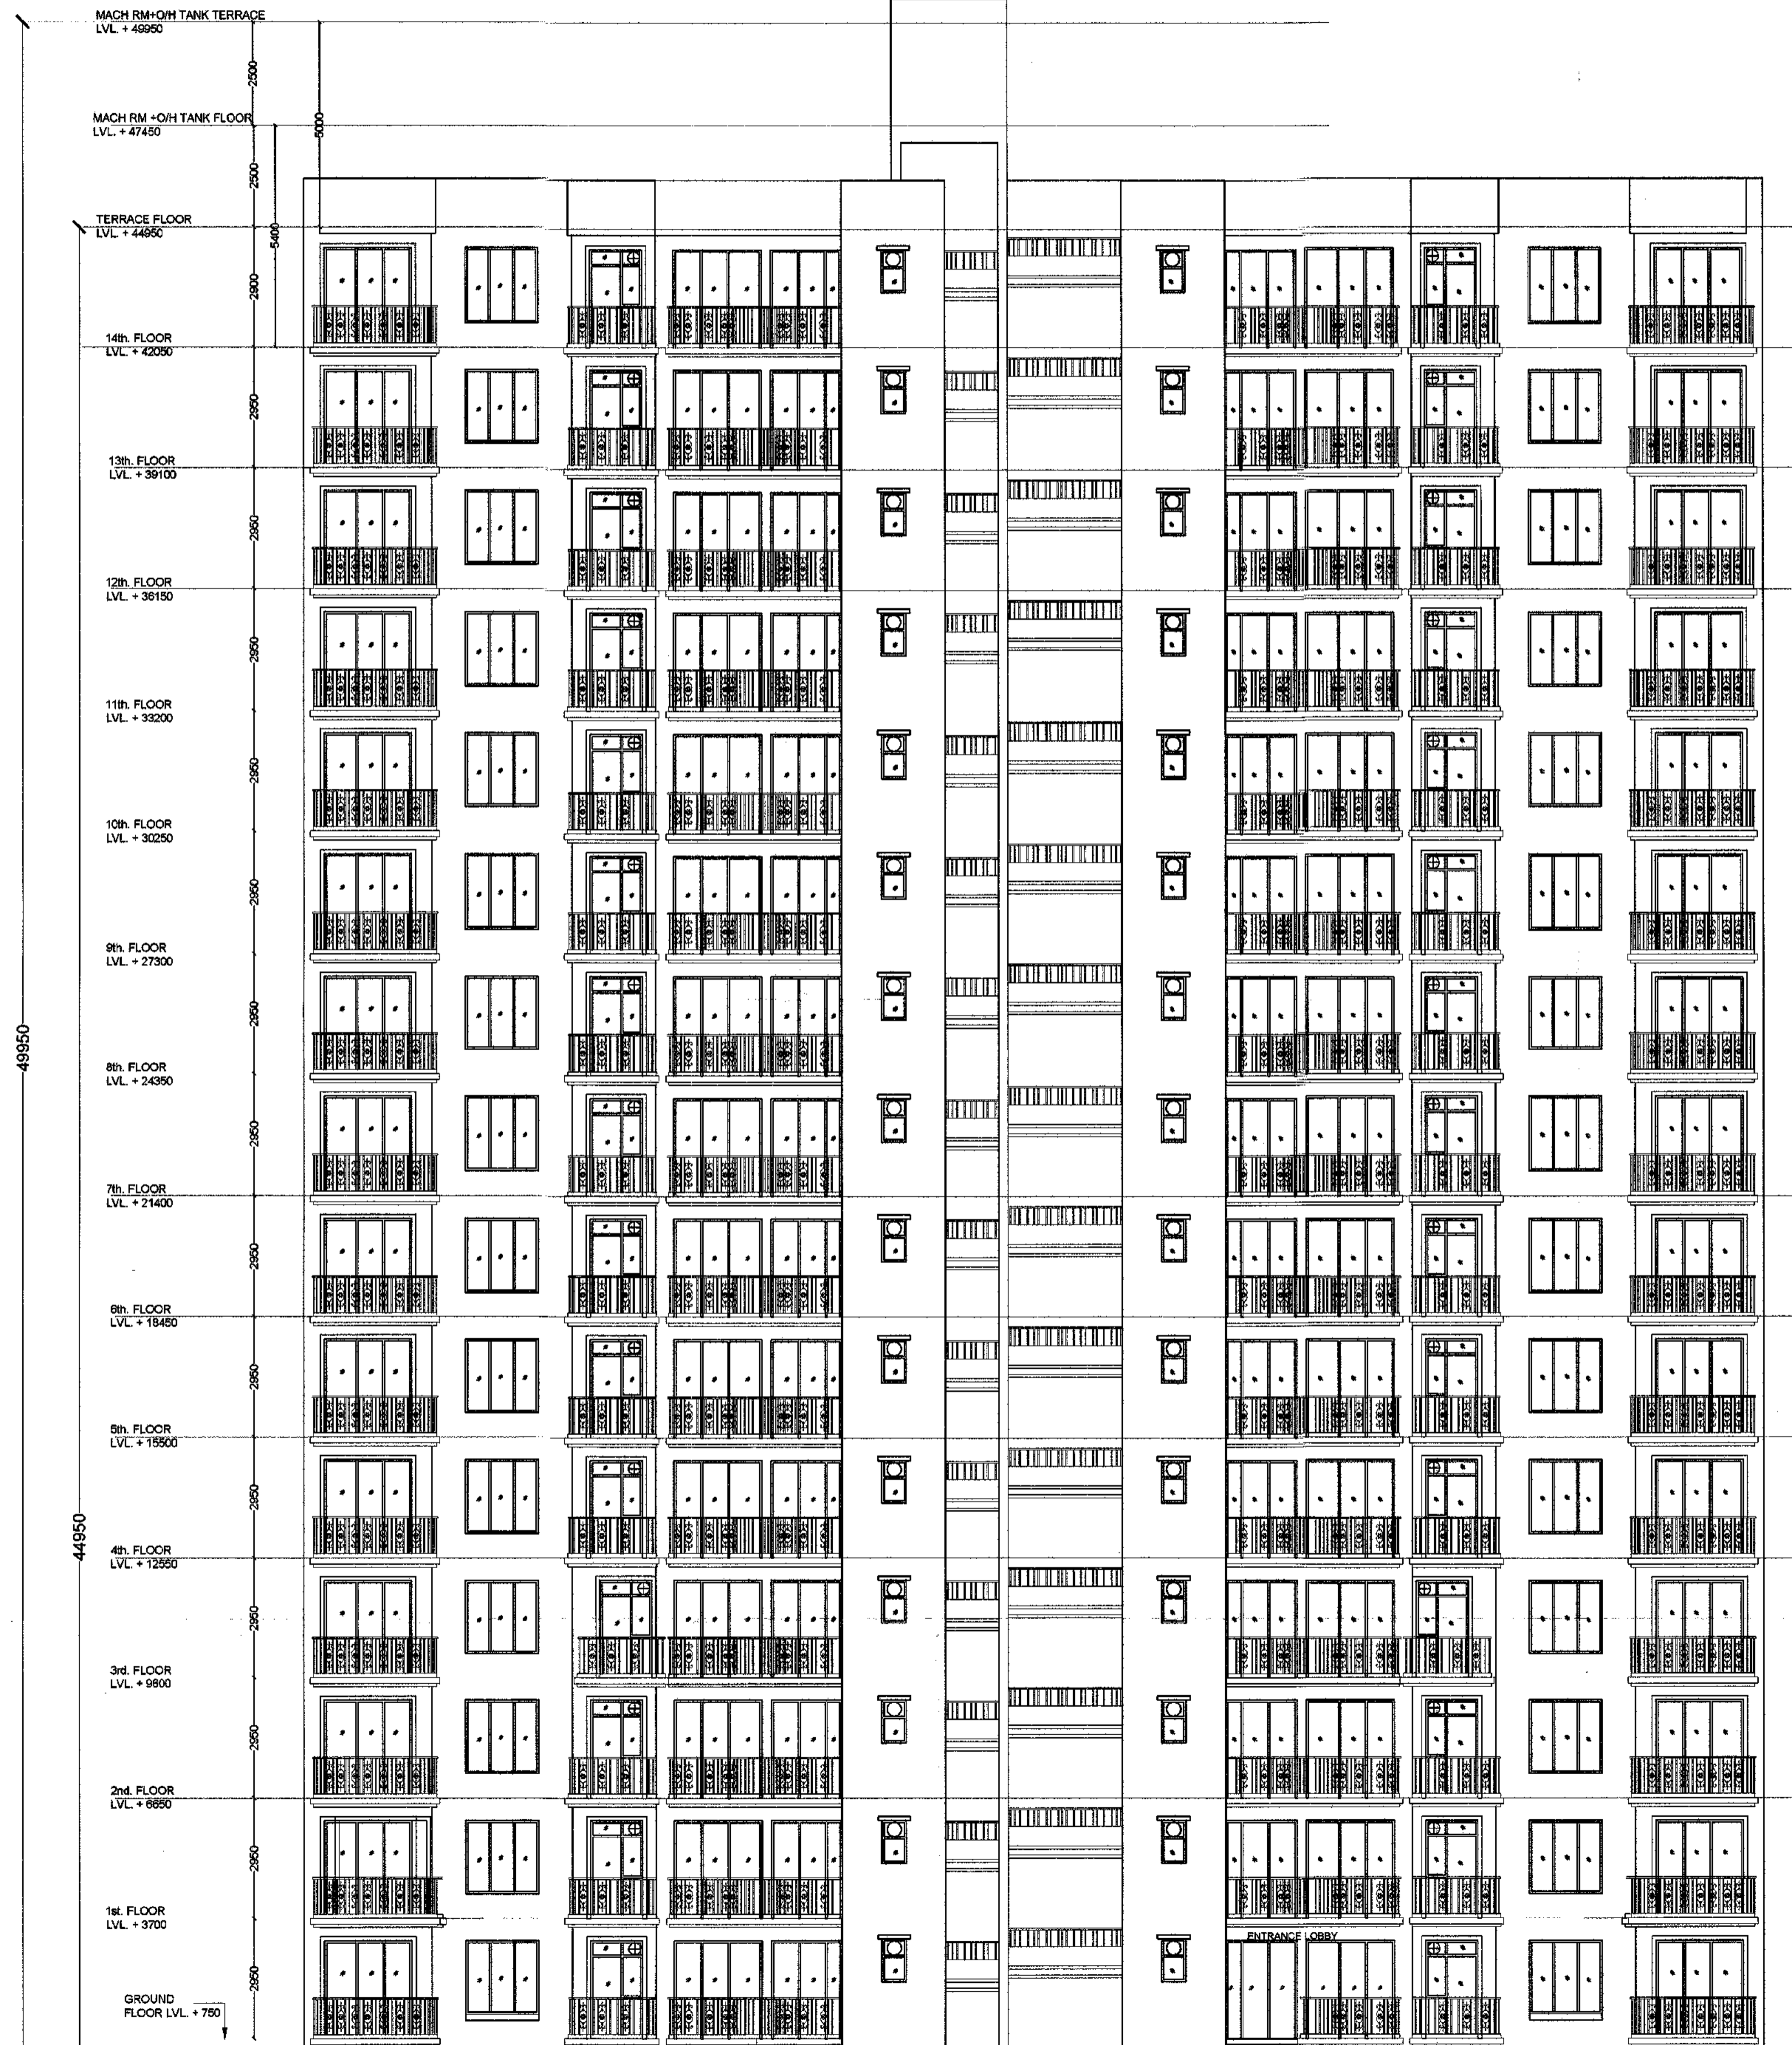 MACH RM+O/H TANK TERRACE
LVL. + 49950
2500
5000
MACH RM +O/H TANK FLOOR
LVL. + 47450
2500
5400
TERRACE FLOOR
LVL. + 44950
2900
14th. FLOOR
LVL. + 42050
2950
13th. FLOOR
LVL. + 39100
2950
12th. FLOOR
LVL. + 36150
2950
11th. FLOOR
LVL. + 33200
2950
10th. FLOOR
LVL. + 30250
2950
9th. FLOOR
LVL. + 27300
2950
49950
8th. FLOOR
LVL. + 24350
2950
7th. FLOOR
LVL. + 21400
2950
6th. FLOOR
LVL. + 18450
2950
5th. FLOOR
LVL. + 15500
2950
44950
4th. FLOOR
LVL. + 12550
2950
3rd. FLOOR
LVL. + 9600
2950
2nd. FLOOR
LVL. + 6650
2950
1st. FLOOR
LVL. + 3700
ENTRANCE LOBBY
2950
GROUND
FLOOR LVL. + 750